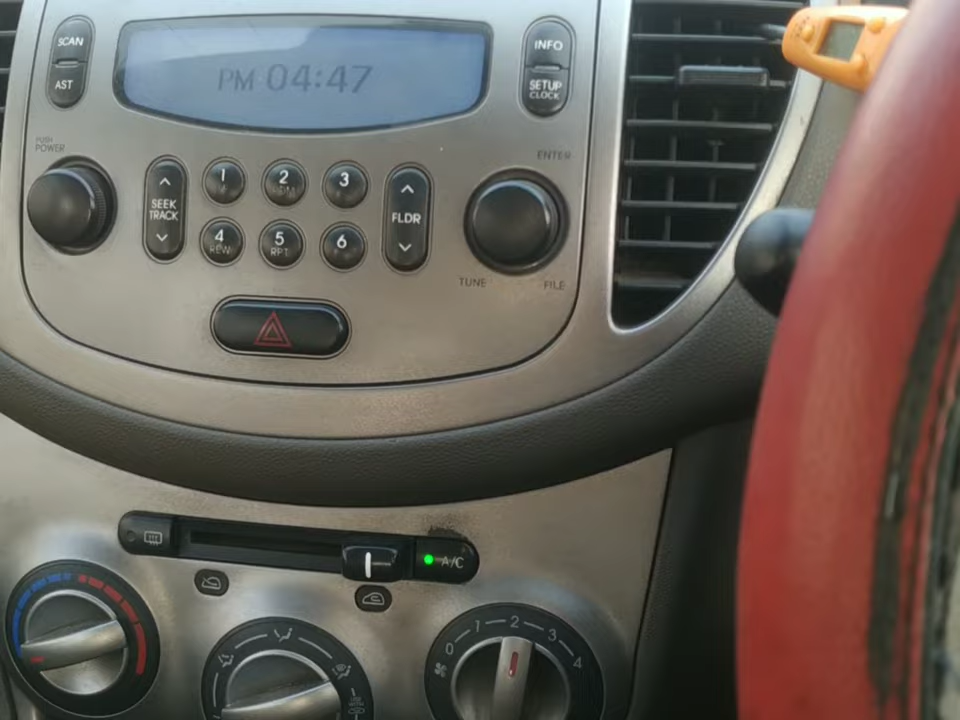 SCAN
AST
PM 04:47
INFO
SETUP
CLOCK
PUSH
POWER
SEEK
TRACK
1
2
3
4
REW
5
RPT
6
FLDR
ENTER
TUNE
FILE
A/C
0 1 2 3 4